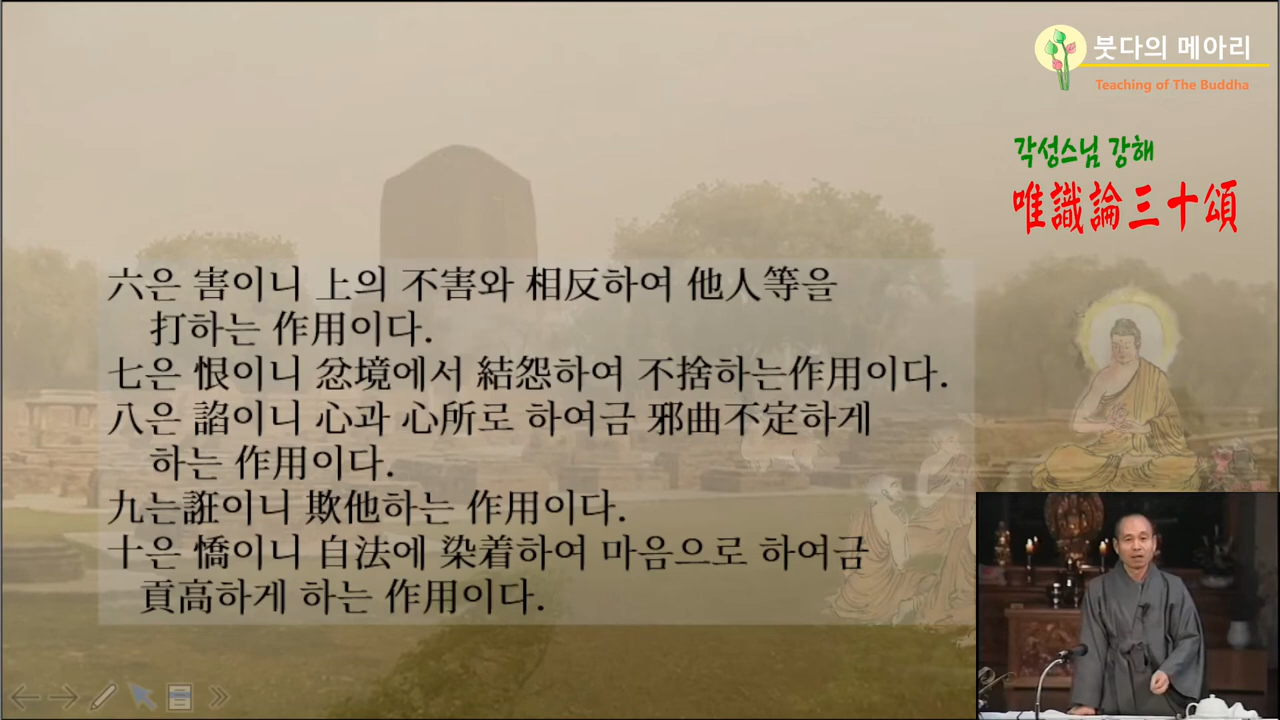 붓다의 메아리
Teaching of The Buddha
각성스님 강해
唯識論三十頌
六은 害이니 上의 不害와 相反하여 他人等을
打하는 作用이다.
七은 恨이니 忿境에서 結怨하여 不捨하는作用이다.
八은 諂이니 心과 心所로 하여금 邪曲不定하게
하는 作用이다.
九는誑이니 欺他하는 作用이다.
十은 憍이니 自法에 染着하여 마음으로 하여금
貢高하게 하는 作用이다.